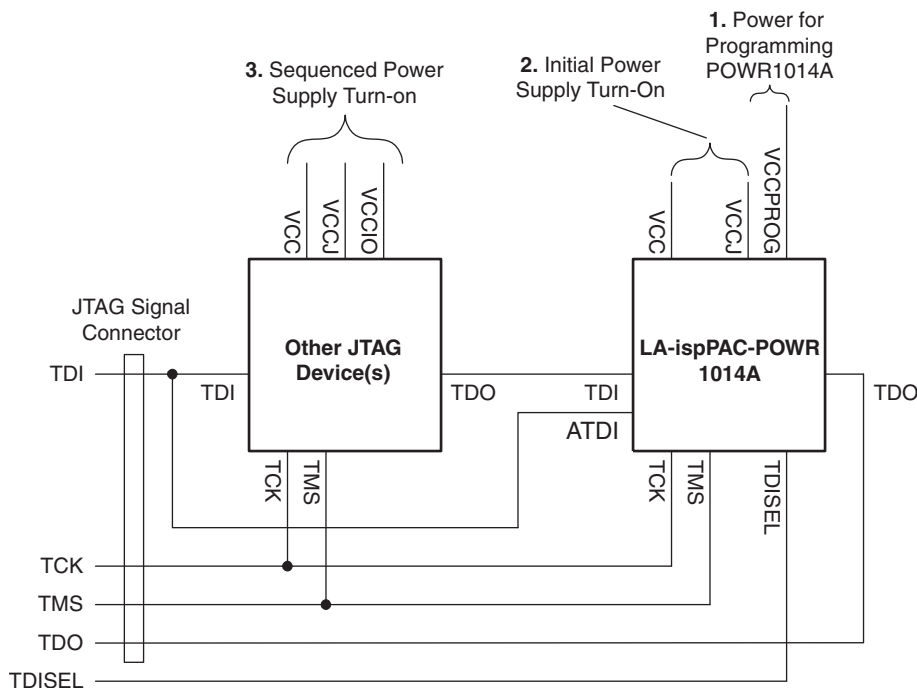 1. Power for
Programming
POWR1014A
2. Initial Power
Supply Turn-On
3. Sequenced Power
Supply Turn-on
VCC
VCCJ
VCCIO
VCC
VCCJ
VCCPROG
JTAG Signal
Connector
Other JTAG
Device(s)
LA-ispPAC-POWR
1014A
TDI
TDI
TDO
TDI
TDO
ATDI
TCK
TMS
TCK
TMS
TDISEL
TCK
TMS
TDO
TDISEL